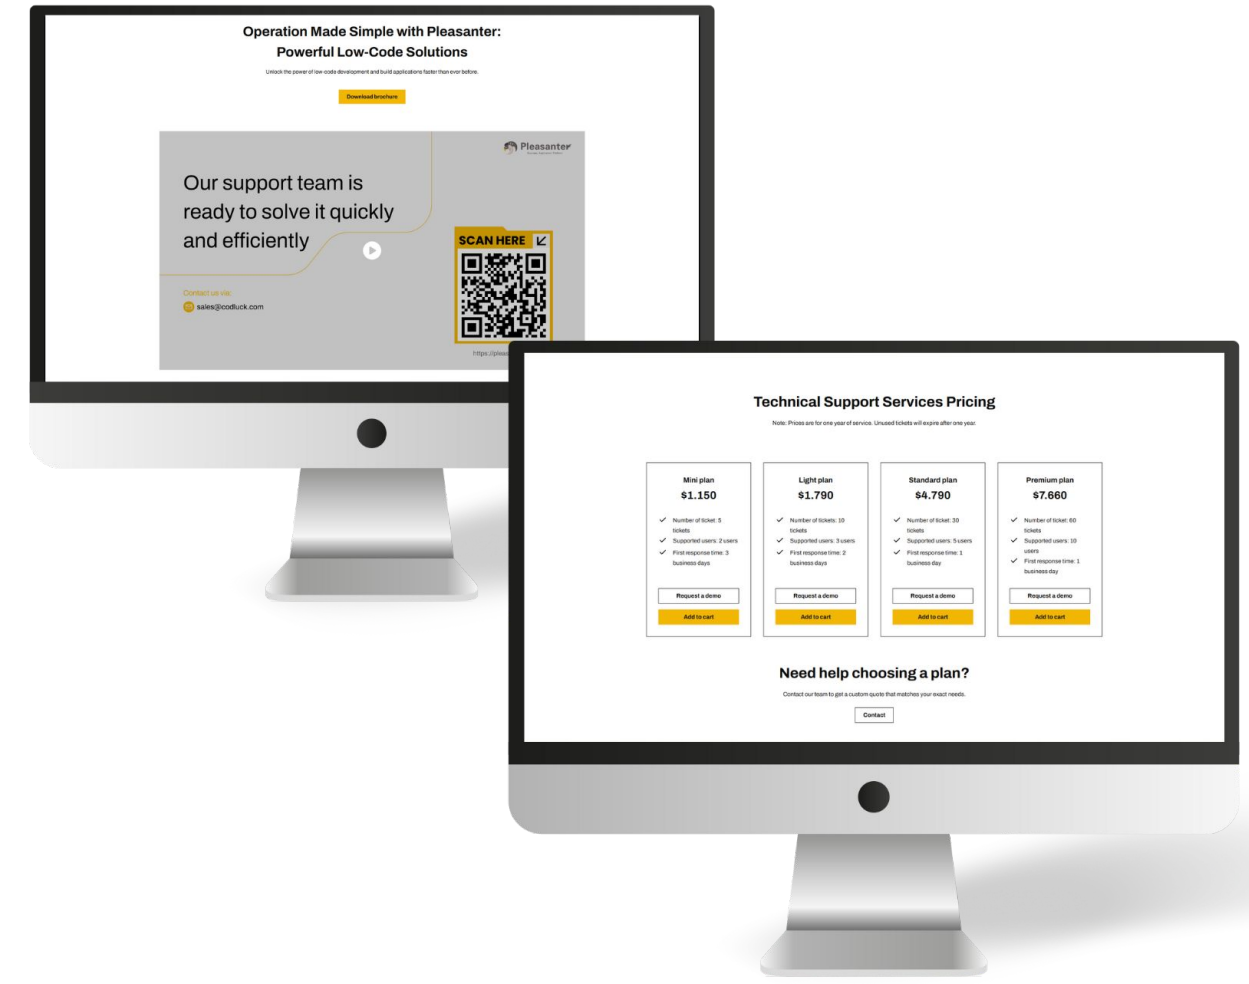 Operation Made Simple with Pleasanter:
Powerful Low-Code Solutions
Unlock the power of low-code development and build applications faster than ever before.
Download brochure
Pleasanter
Our support team is
ready to solve it quickly
and efficiently
SCAN HERE
Contact us via:
sales@codluck.com
Technical Support Services Pricing
Note: Prices are for one year of service. Unused tickets will expire after one year.
Mini plan
$1.150
Number of ticket: 5
tickets
Supported users: 2 users
First response time: 3
business days
Request a demo
Add to cart
Light plan
$1.790
Number of tickets: 10
tickets
Supported users: 3 users
First response time: 2
business days
Request a demo
Add to cart
Standard plan
$4.790
Number of ticket: 30
tickets
Supported users: 5 users
First response time: 1
business day
Request a demo
Add to cart
Premium plan
$7.660
Number of ticket: 60
tickets
Supported users: 10
users
First response time: 1
business day
Request a demo
Add to cart
Need help choosing a plan?
Contact our team to get a custom quote that matches your exact needs.
Contact